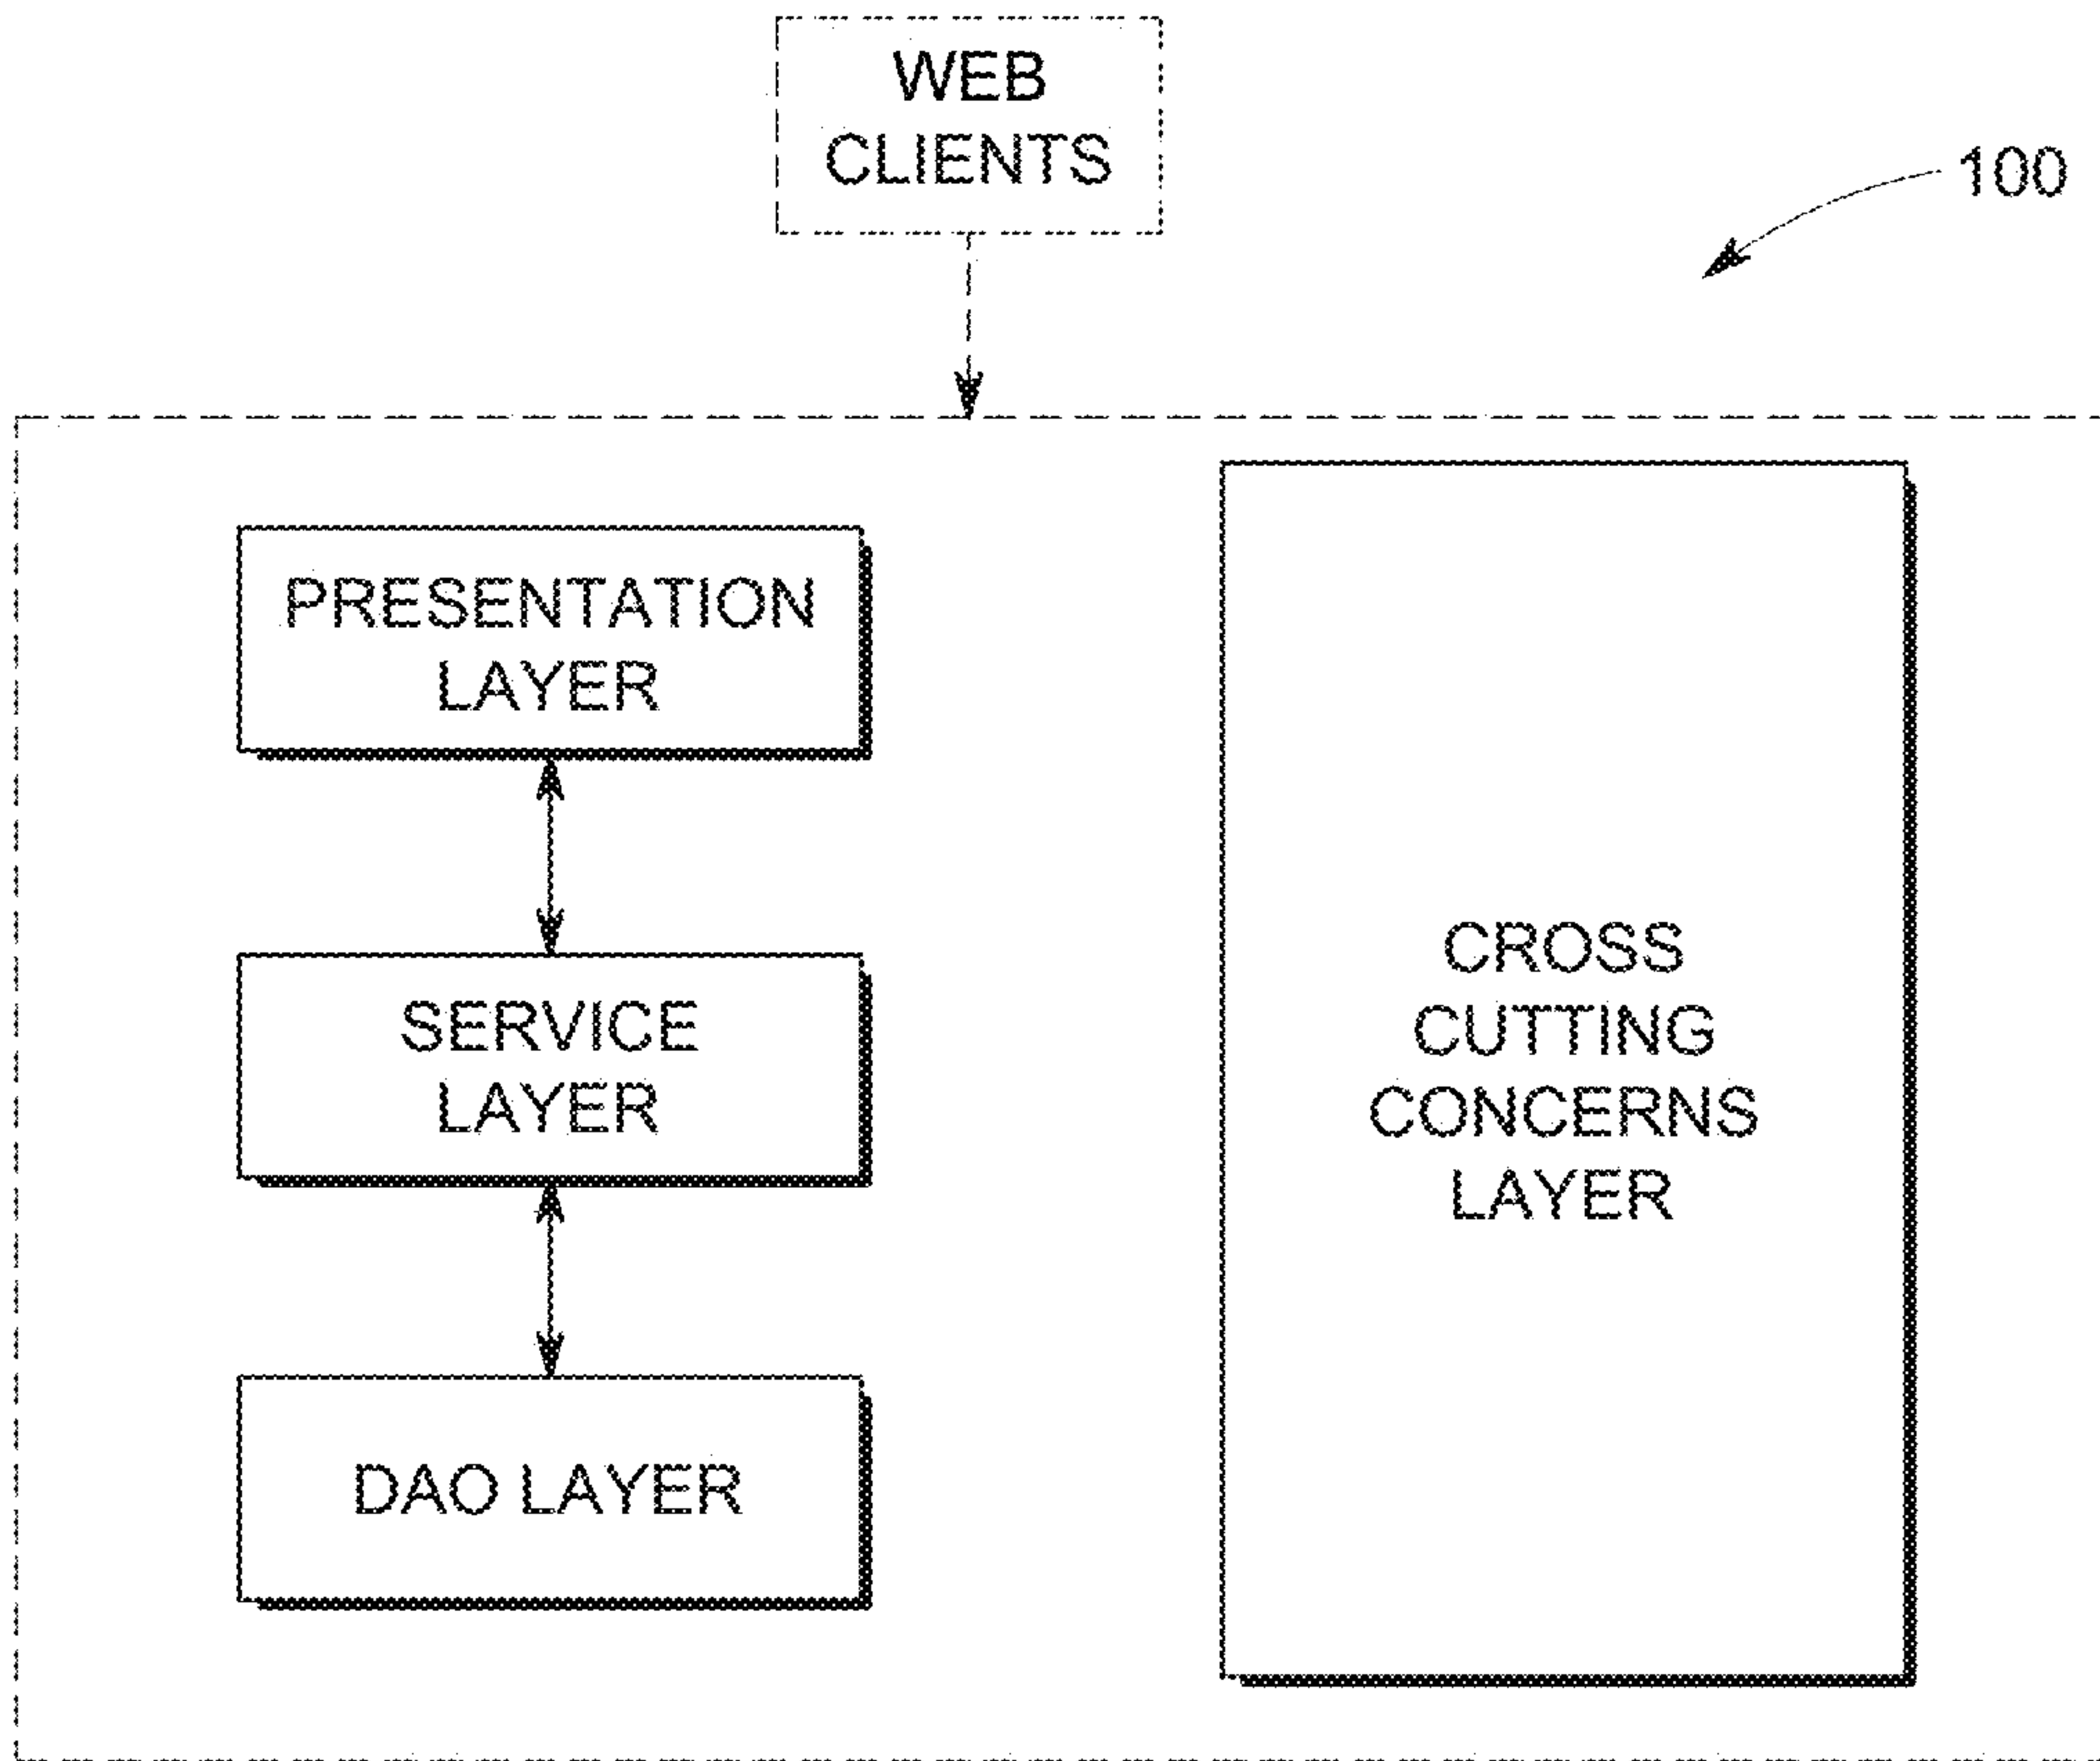 WEB
CLIENTS
100
PRESENTATION
LAYER
SERVICE
LAYER
DAO LAYER
CROSS
CUTTING
CONCERNS
LAYER